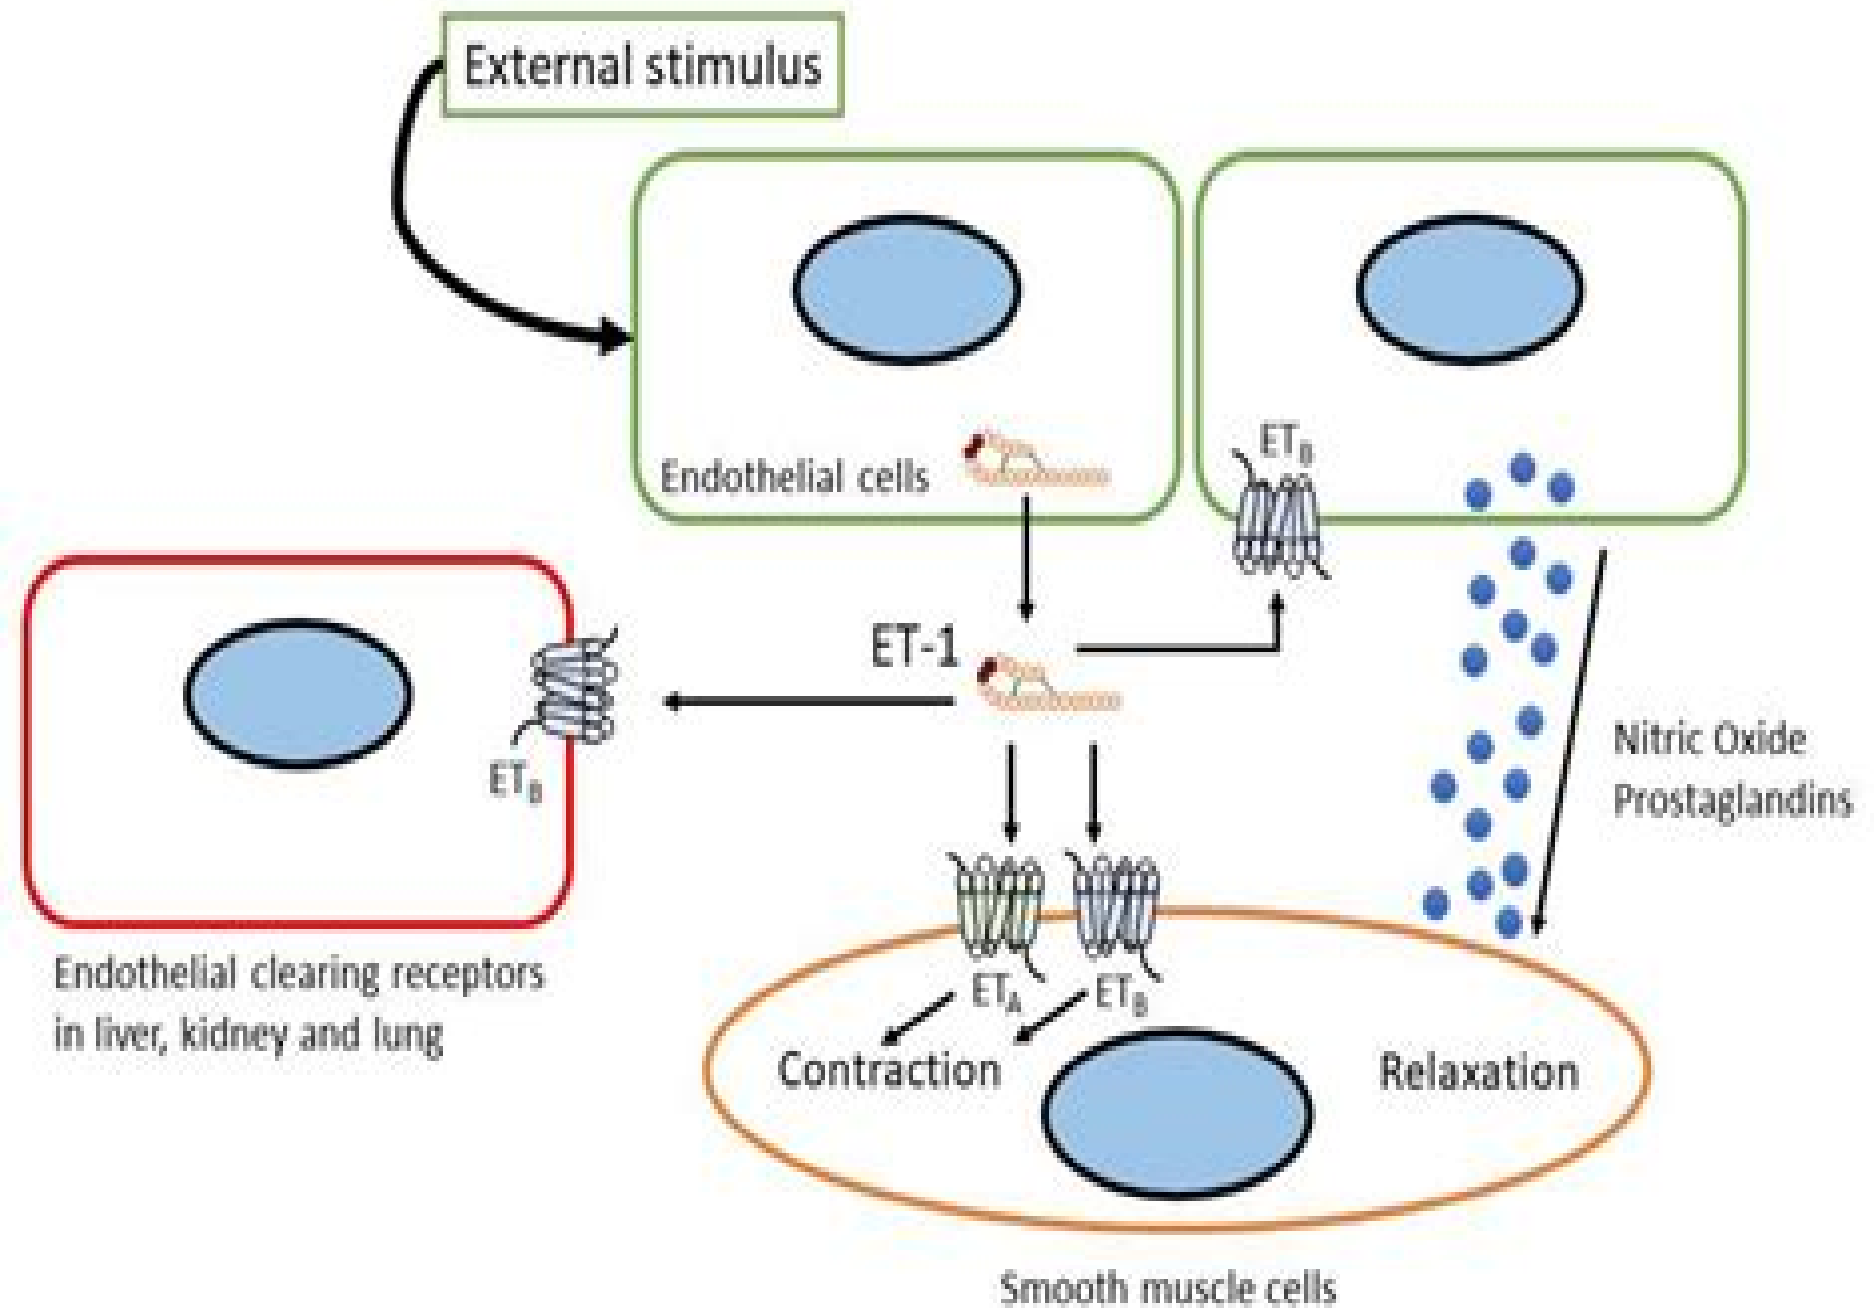 External stimulus
Endothelial cells
ET_B
ET-1
ET_B
Nitric Oxide
Prostaglandins
Endothelial clearing receptors
in liver, kidney and lung
ET_A
ET_B
Contraction
Relaxation
Smooth muscle cells